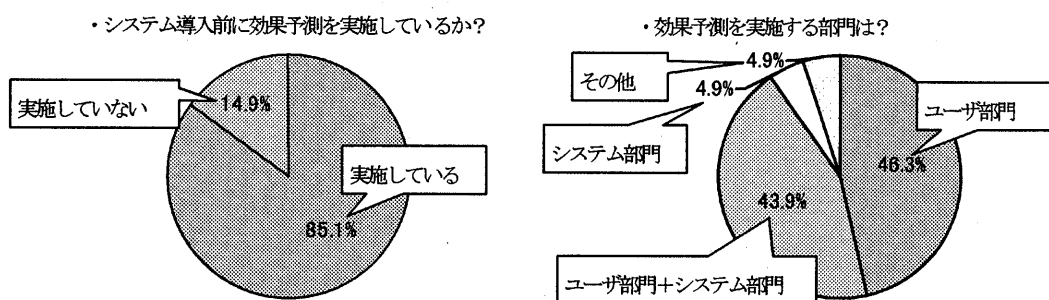 ・システム導入前に効果予測を実施しているか？
実施していない
14.9%
実施している
85.1%
・効果予測を実施する部門は？
その他
4.9%
4.9%
システム部門
ユーザ部門
46.3%
43.9%
ユーザ部門＋システム部門